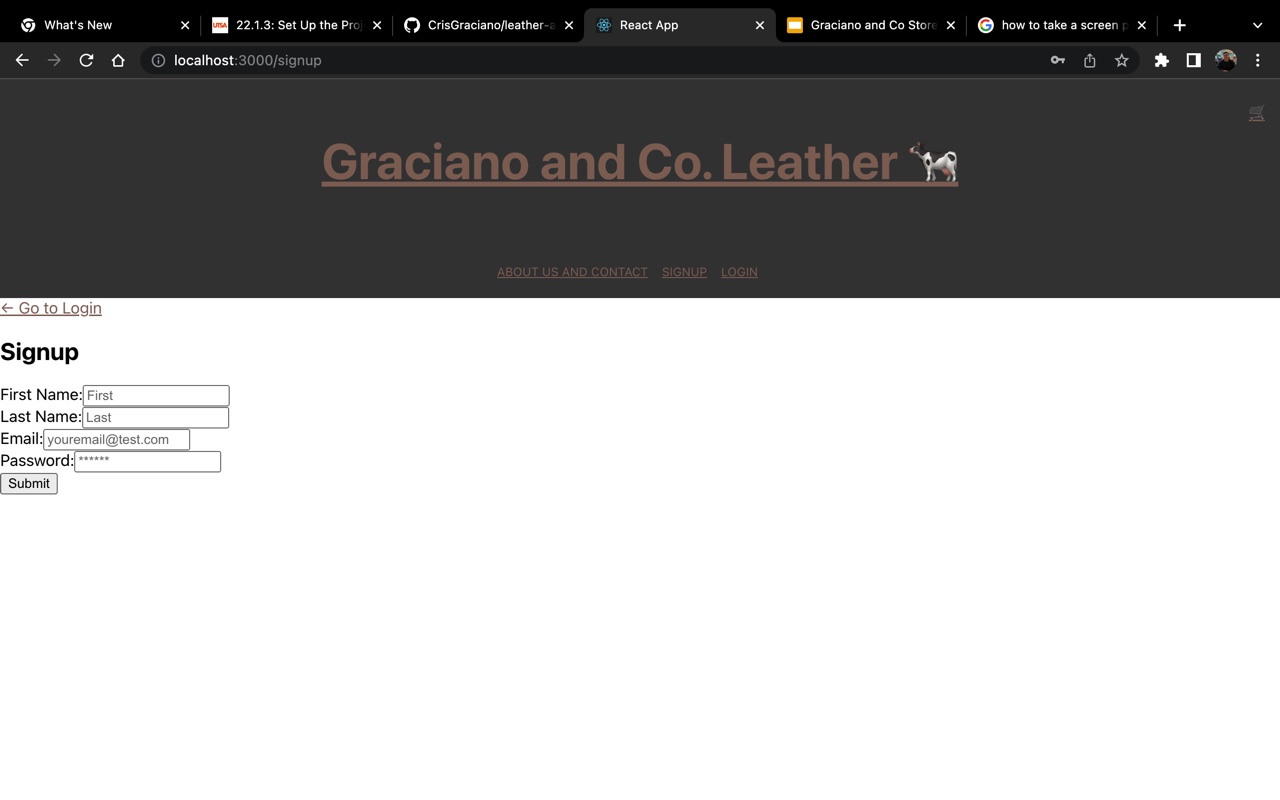 What's New
22.1.3: Set Up the Proj
CrisGraciano/leather-a
React App
Graciano and Co Store
how to take a screen p
localhost:3000/signup
Graciano and Co. Leather
ABOUT US AND CONTACT SIGNUP LOGIN
← Go to Login
Signup
First Name: First
Last Name: Last
Email: youremail@test.com
Password: ******
Submit